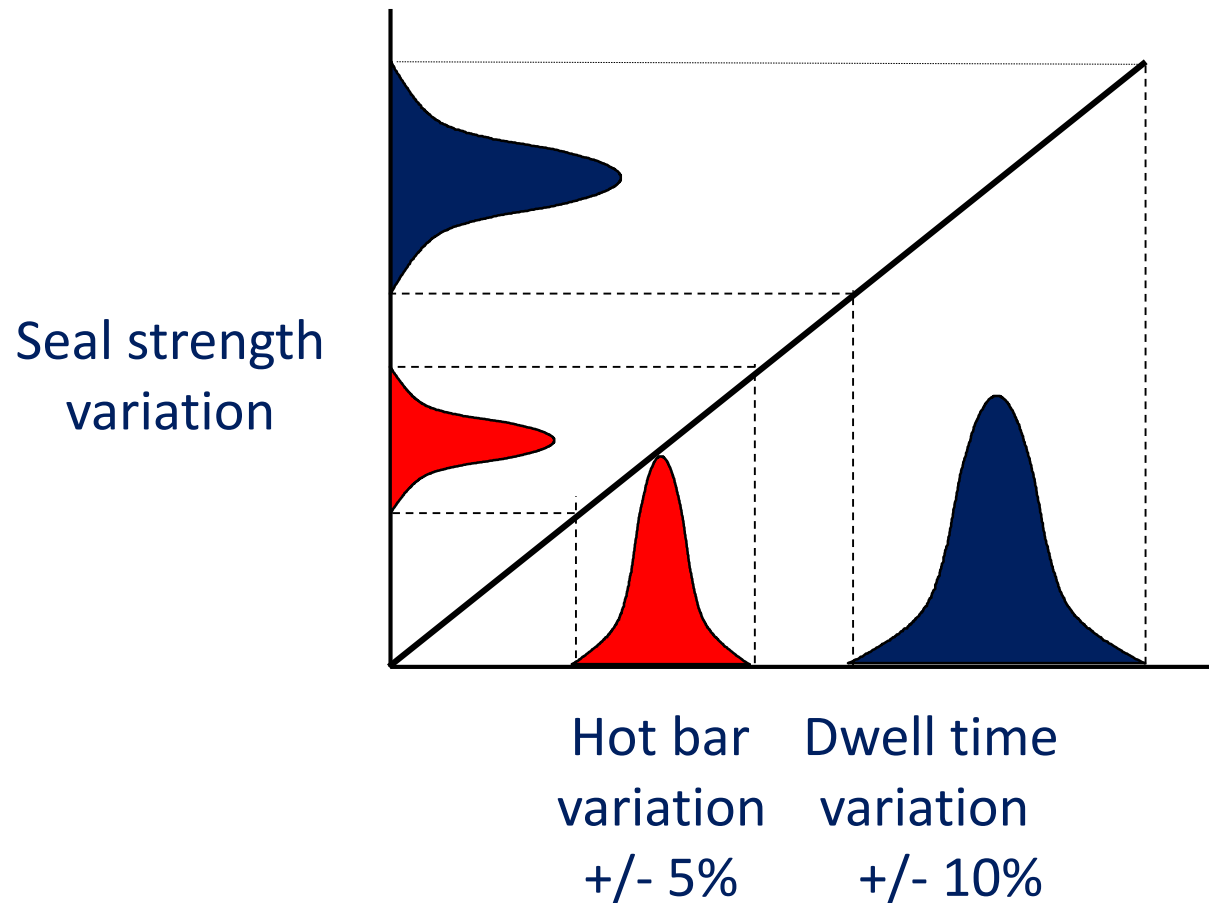 Seal strength
variation
Hot bar
variation
+/- 5%
Dwell time
variation
+/- 10%